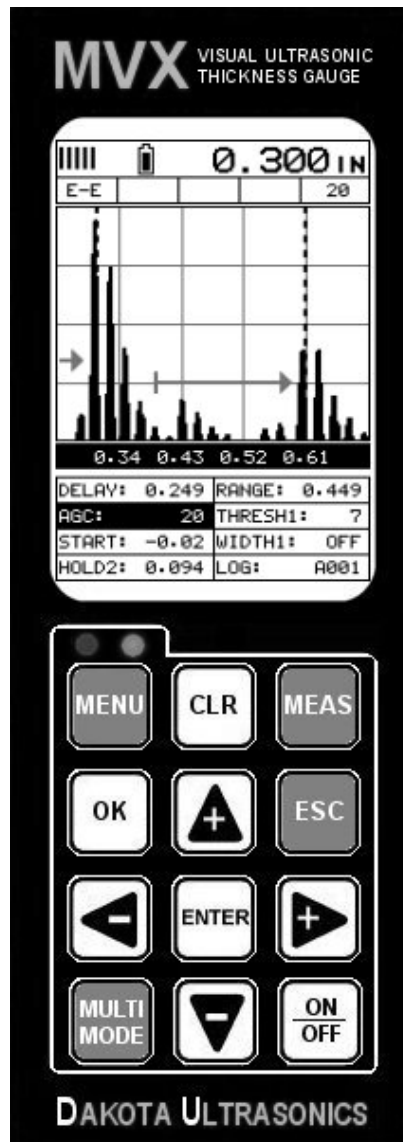 MVX VISUAL ULTRASONIC
THICKNESS GAUGE
0.300 IN
E-E 20
0.34 0.43 0.52 0.61
DELAY: 0.249 RANGE: 0.449
AGC: 20 THRESH1: 7
START: -0.02 WIDTH1: OFF
HOLD2: 0.094 LOG: A001
MENU CLR MEAS
OK + ESC
- ENTER +
MULTI MODE - ON OFF
DAKOTA ULTRASONICS